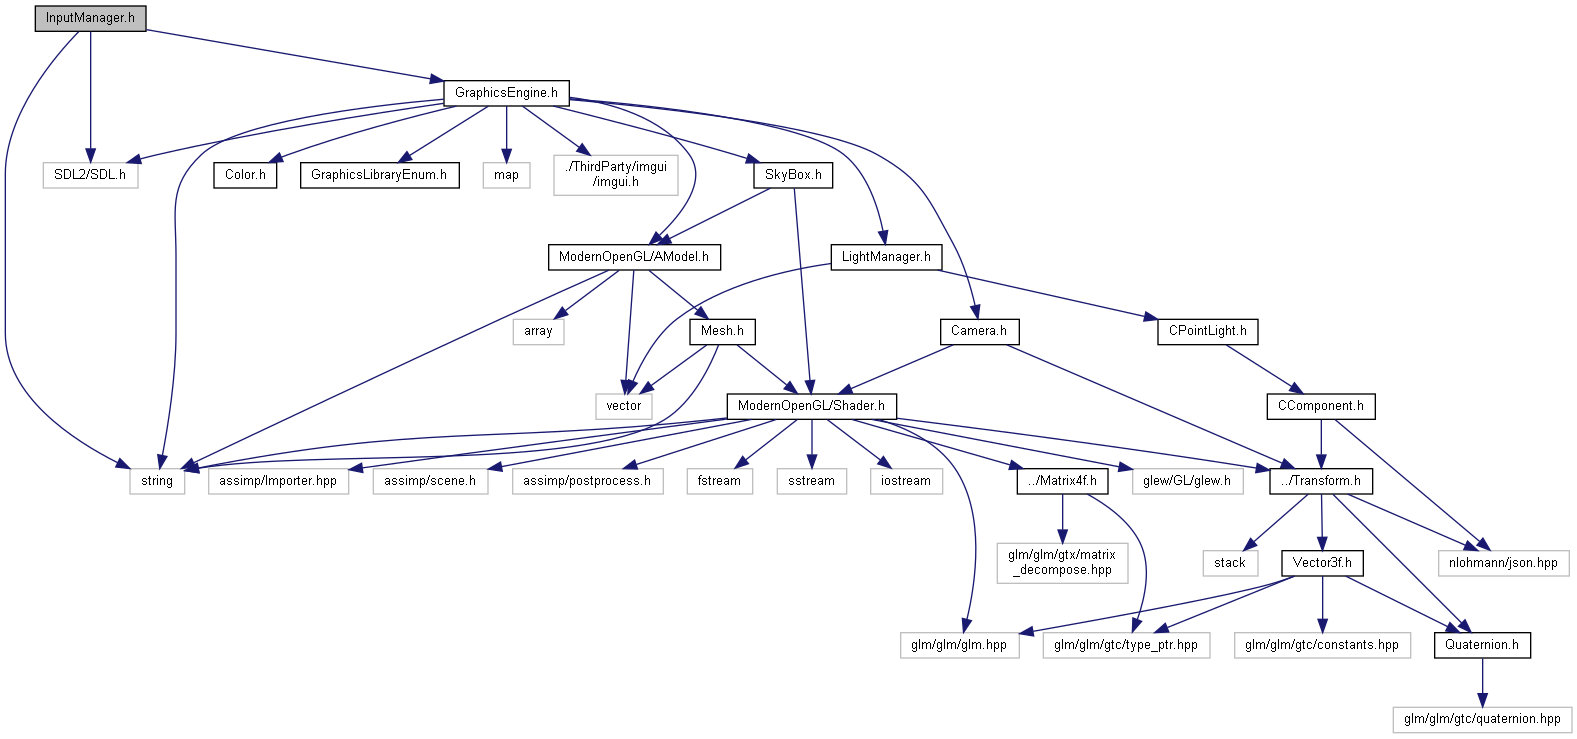 InputManager.h
GraphicsEngine.h
SDL2/SDL.h
Color.h
GraphicsLibraryEnum.h
map
./ThirdParty/imgui
/imgui.h
SkyBox.h
ModernOpenGL/AModel.h
LightManager.h
array
Mesh.h
Camera.h
CPointLight.h
vector
ModernOpenGL/Shader.h
CComponent.h
string
assimp/Importer.hpp
assimp/scene.h
assimp/postprocess.h
fstream
sstream
iostream
../Matrix4f.h
glew/GL/glew.h
../Transform.h
glm/glm/gtx/matrix
_decompose.hpp
stack
Vector3f.h
nlohmann/json.hpp
glm/glm/glm.hpp
glm/glm/gtc/type_ptr.hpp
glm/glm/gtc/constants.hpp
Quaternion.h
glm/glm/gtc/quaternion.hpp